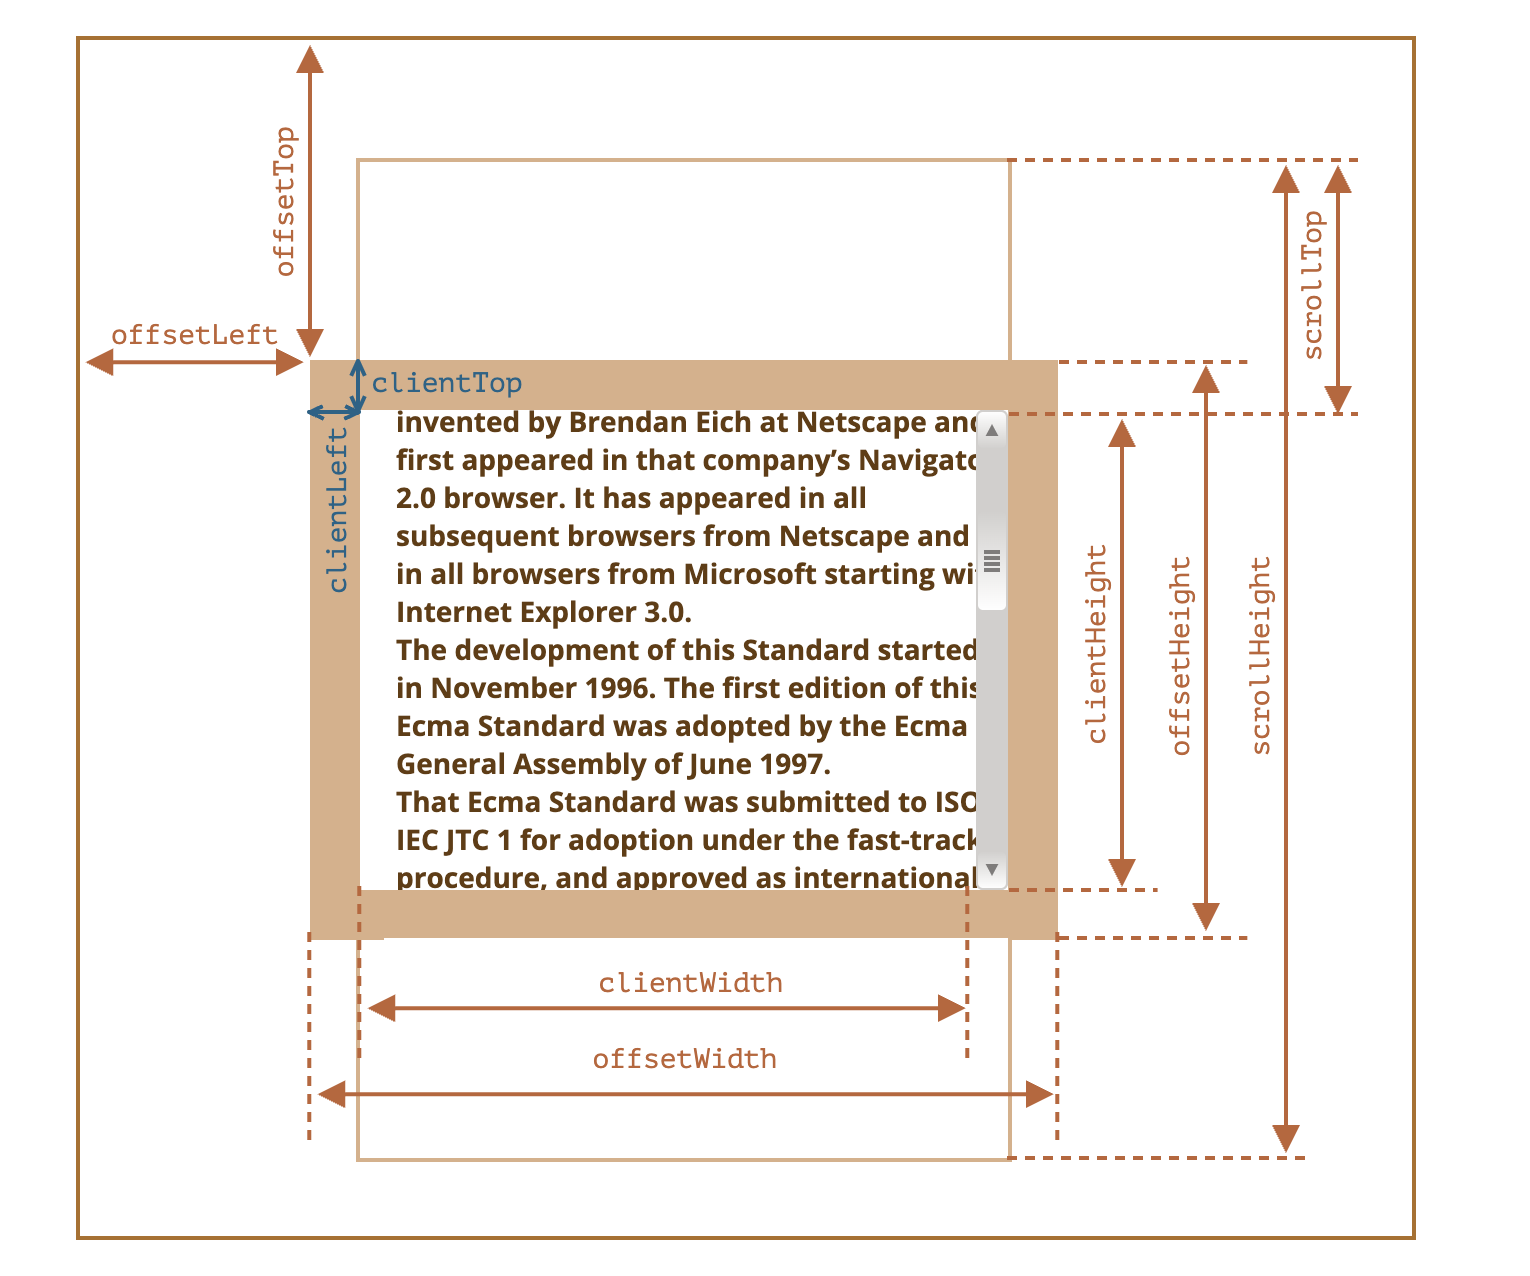 offsetTop
scrollTop
offsetLeft
clientTop
clientLeft
invented by Brendan Eich at Netscape and
first appeared in that company’s Navigato
2.0 browser. It has appeared in all
subsequent browsers from Netscape and
in all browsers from Microsoft starting wi
Internet Explorer 3.0.
The development of this Standard started
in November 1996. The first edition of this
Ecma Standard was adopted by the Ecma
General Assembly of June 1997.
That Ecma Standard was submitted to ISO
IEC JTC 1 for adoption under the fast-track
procedure, and approved as international
clientHeight
offsetHeight
scrollHeight
clientWidth
offsetWidth